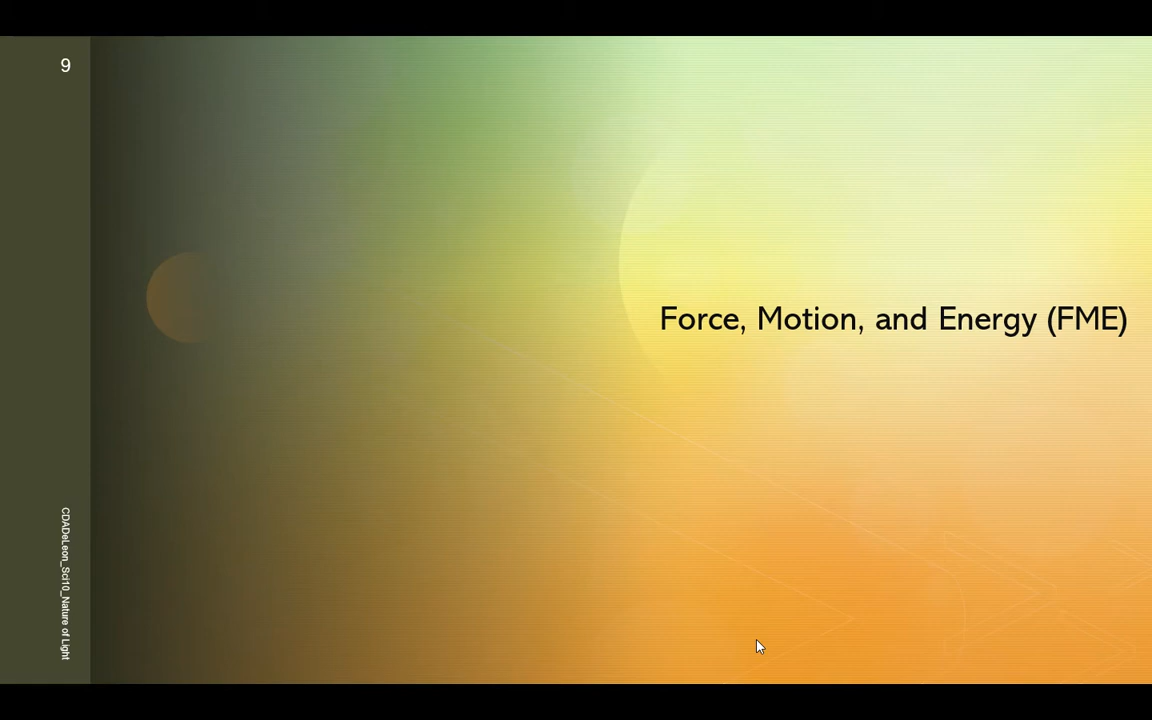 9
Force, Motion, and Energy (FME)
CDADeLeon_Sci10_Nature of Light